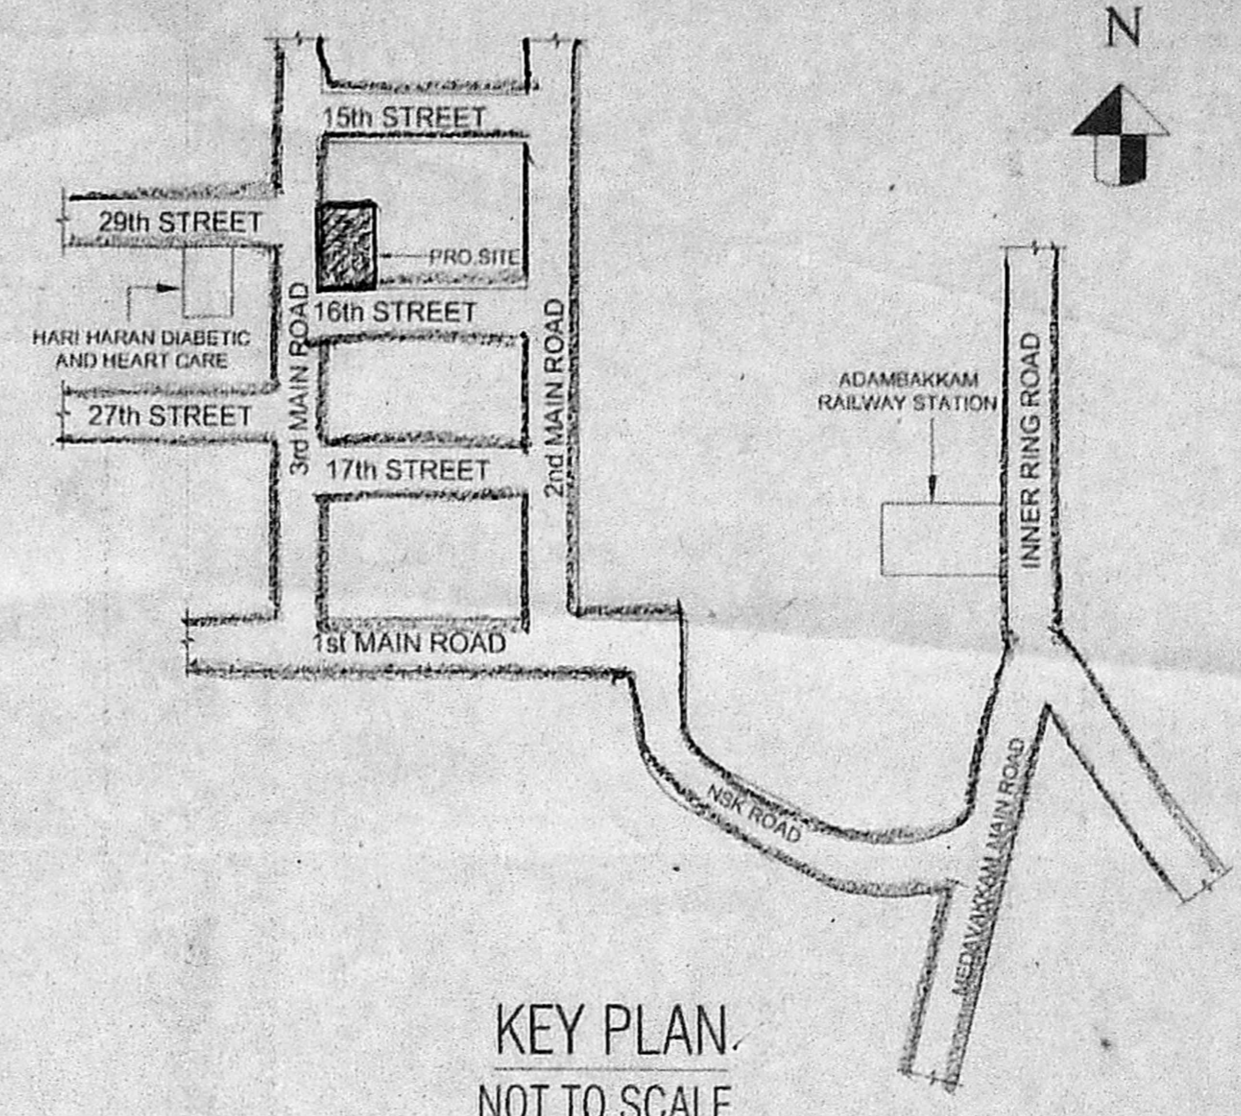 N
15th STREET
29th STREET
PRO.SITE
16th STREET
HARI HARAN DIABETIC
AND HEART CARE
3rd MAIN ROAD
2nd MAIN ROAD
27th STREET
17th STREET
ADAMBAKKAM
RAILWAY STATION
INNER RING ROAD
1st MAIN ROAD
NSK ROAD
MEDAVAKKAM MAIN ROAD
KEY PLAN
NOT TO SCALE